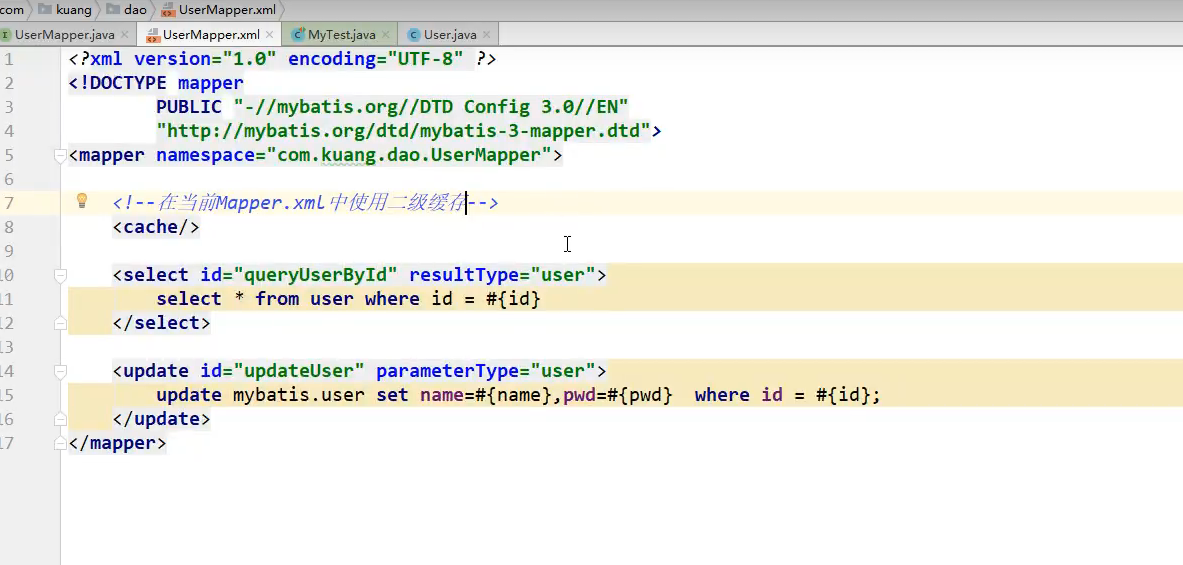 com kuang dao UserMapper.xml
UserMapper.java UserMapper.xml MyTest.java User.java
1 <?xml version="1.0" encoding="UTF-8" ?>
2 <!DOCTYPE mapper
3 PUBLIC "-//mybatis.org//DTD Config 3.0//EN"
4 "http://mybatis.org/dtd/mybatis-3-mapper.dtd">
5 <mapper namespace="com.kuang.dao.UserMapper">
6
7 <!--在当前Mapper.xml中使用二级缓存-->
8 <cache/>
9
10 <select id="queryUserById" resultType="user">
11 select * from user where id = #{id}
12 </select>
13
14 <update id="updateUser" parameterType="user">
15 update mybatis.user set name=#{name},pwd=#{pwd}  where id = #{id};
16 </update>
17 </mapper>